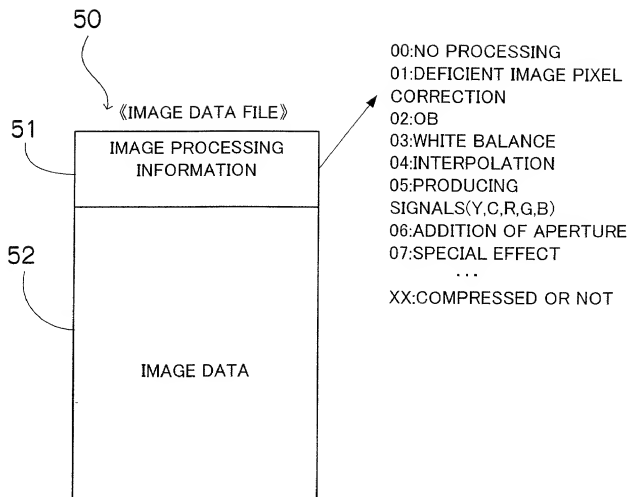 50
《IMAGE DATA FILE》
51
IMAGE PROCESSING
INFORMATION
52
IMAGE DATA
00:NO PROCESSING
01:DEFICIENT IMAGE PIXEL
CORRECTION
02:OB
03:WHITE BALANCE
04:INTERPOLATION
05:PRODUCING
SIGNALS(Y,C,R,G,B)
06:ADDITION OF APERTURE
07:SPECIAL EFFECT
...
XX:COMPRESSED OR NOT